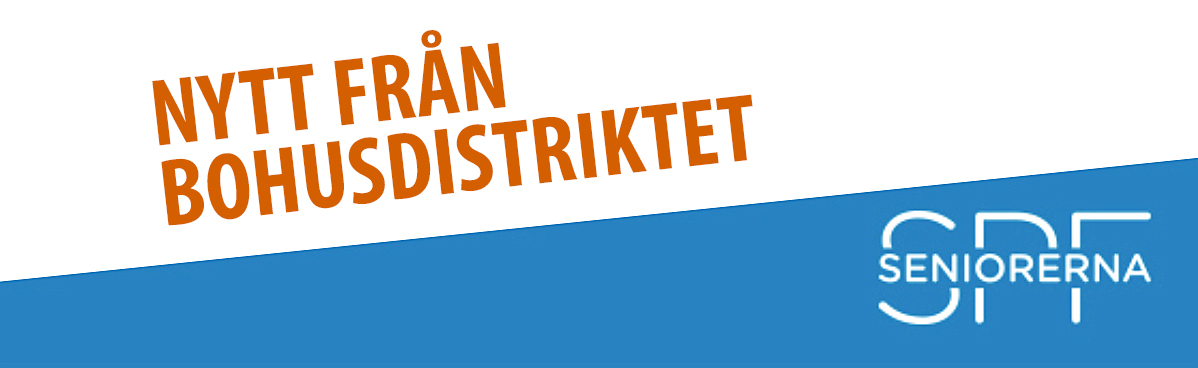 NYTT FRÅN
BOHUSDISTRIKTET
SPF
SENIORERNA